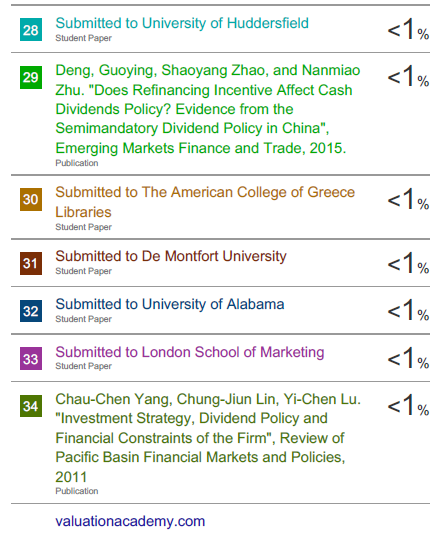 28 Submitted to University of Huddersfield <1%
Student Paper
29 Deng, Guoying, Shaoyang Zhao, and Nanmiao <1%
Zhu. "Does Refinancing Incentive Affect Cash
Dividends Policy? Evidence from the
Semimandatory Dividend Policy in China",
Emerging Markets Finance and Trade, 2015.
Publication
30 Submitted to The American College of Greece <1%
Libraries
Student Paper
31 Submitted to De Montfort University <1%
Student Paper
32 Submitted to University of Alabama <1%
Student Paper
33 Submitted to London School of Marketing <1%
Student Paper
34 Chau-Chen Yang, Chung-Jiun Lin, Yi-Chen Lu. <1%
"Investment Strategy, Dividend Policy and
Financial Constraints of the Firm", Review of
Pacific Basin Financial Markets and Policies,
2011
Publication
valuationacademy.com